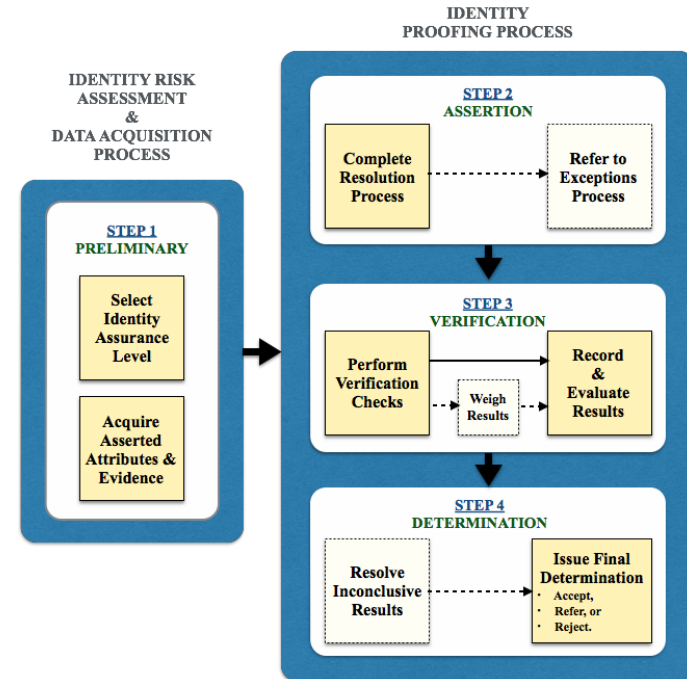 IDENTITY RISK
ASSESSMENT
&
DATA ACQUISITION
PROCESS
STEP 1
PRELIMINARY
Select
Identity
Assurance
Level
Acquire
Asserted
Attributes &
Evidence
IDENTITY
PROOFING PROCESS
STEP 2
ASSERTION
Complete
Resolution
Process
Refer to
Exceptions
Process
STEP 3
VERIFICATION
Perform
Verification
Checks
Weigh
Results
Record
&
Evaluate
Results
STEP 4
DETERMINATION
Resolve
Inconclusive
Results
Issue Final
Determination
· Accept,
· Refer, or
· Reject.